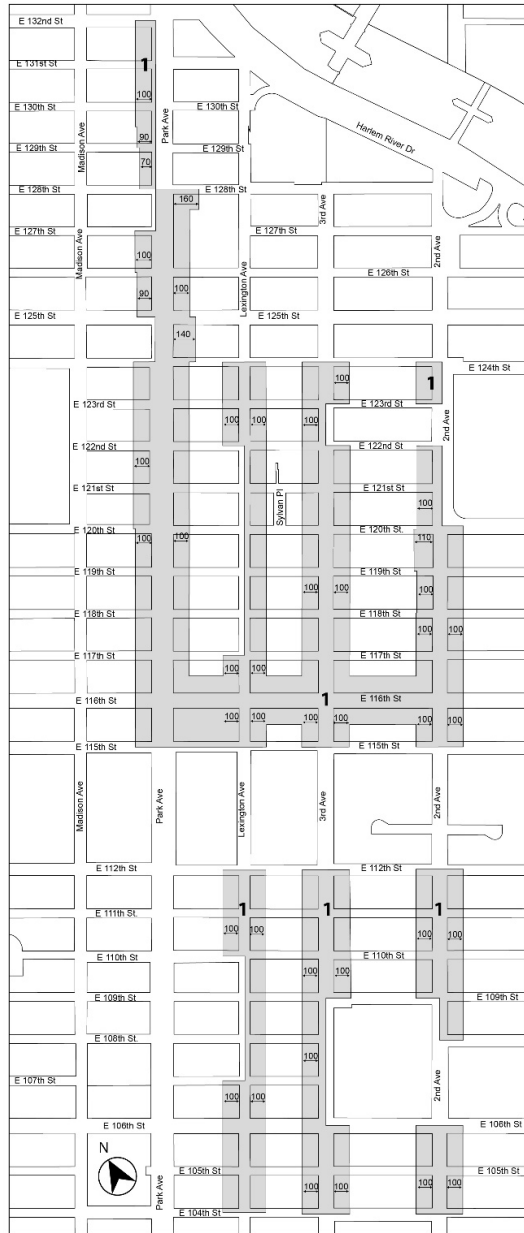 E 132nd St
1
E 131st St
100
E 130th St
E 130th St
Madison Ave
Park Ave
Harlem River Dr
90
E 129th St
E 129th St
70
E 128th St
E 128th St
160
3rd Ave
E 127th St
E 127th St
Madison Ave
2nd Ave
100
Lexington Ave
E 126th St
90
100
E 125th St
E 125th St
140
E 124th St
100
1
E 123rd St
E 123rd St
100
100
100
2nd Ave
E 122nd St
E 122nd St
100
E 121st St
E 121st St
Sylvan Pl
100
E 120th St
E 120th St.
100
100
110
E 119th St
E 119th St
100
100
100
E 118th St
E 118th St
100
100
E 117th St
E 117th St
100
100
E 116th St
1
E 116th St
100
100
100
100
100
100
E 115th St
E 115th St
Madison Ave
Park Ave
Lexington Ave
3rd Ave
2nd Ave
E 112th St
E 112th St
1
1
1
E 111th St.
100
100
100
100
E 110th St
E 110th St
100
100
E 109th St
E 109th St
E 108th St.
100
E 107th St
2nd Ave
100
100
E 106th St
E 106th St
N
E 105th St
E 105th St
Park Ave
100
100
100
100
E 104th St